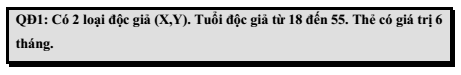 QĐ1: Có 2 loại độc giả (X,Y). Tuổi độc giả từ 18 đến 55. Thẻ có giá trị 6
tháng.